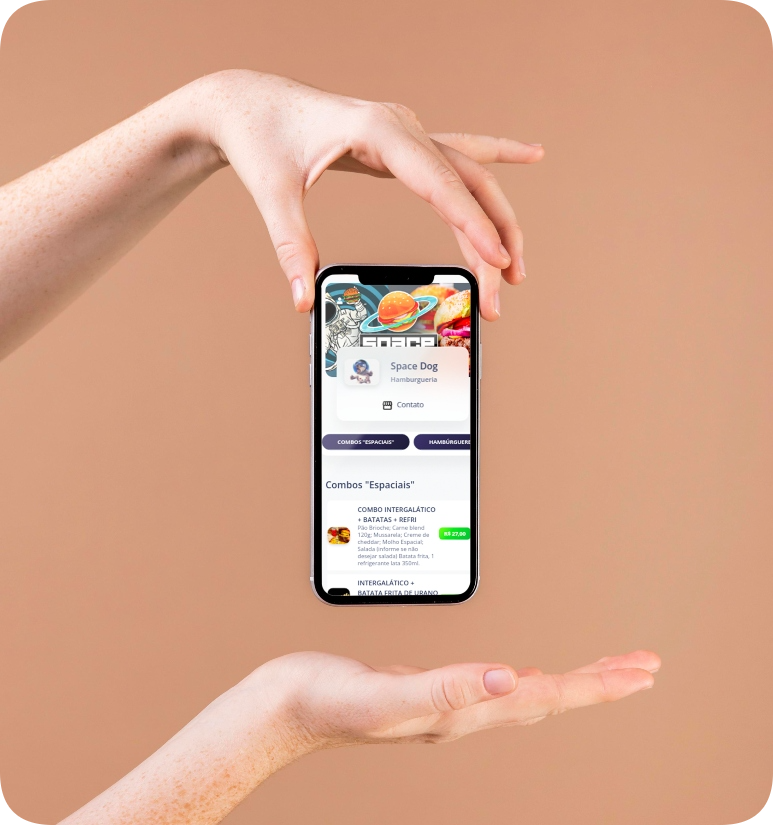 space
Space Dog
Hamburgueria
Contato
COMBOS "ESPACIAIS"
HAMBÚRGUERE
Combos "Espaciais"
COMBO INTERGALÁTICO
+ BATATAS + REFRI
Pão Brioche; Carne blend
120g; Mussarela; Creme de
cheddar; Molho Espacial;
Salada (informe se não
desejar salada) Batata frita, 1
refrigerante lata 350ml.
R$ 27,00
INTERGALÁTICO +
BATATA FRITA DE URANO